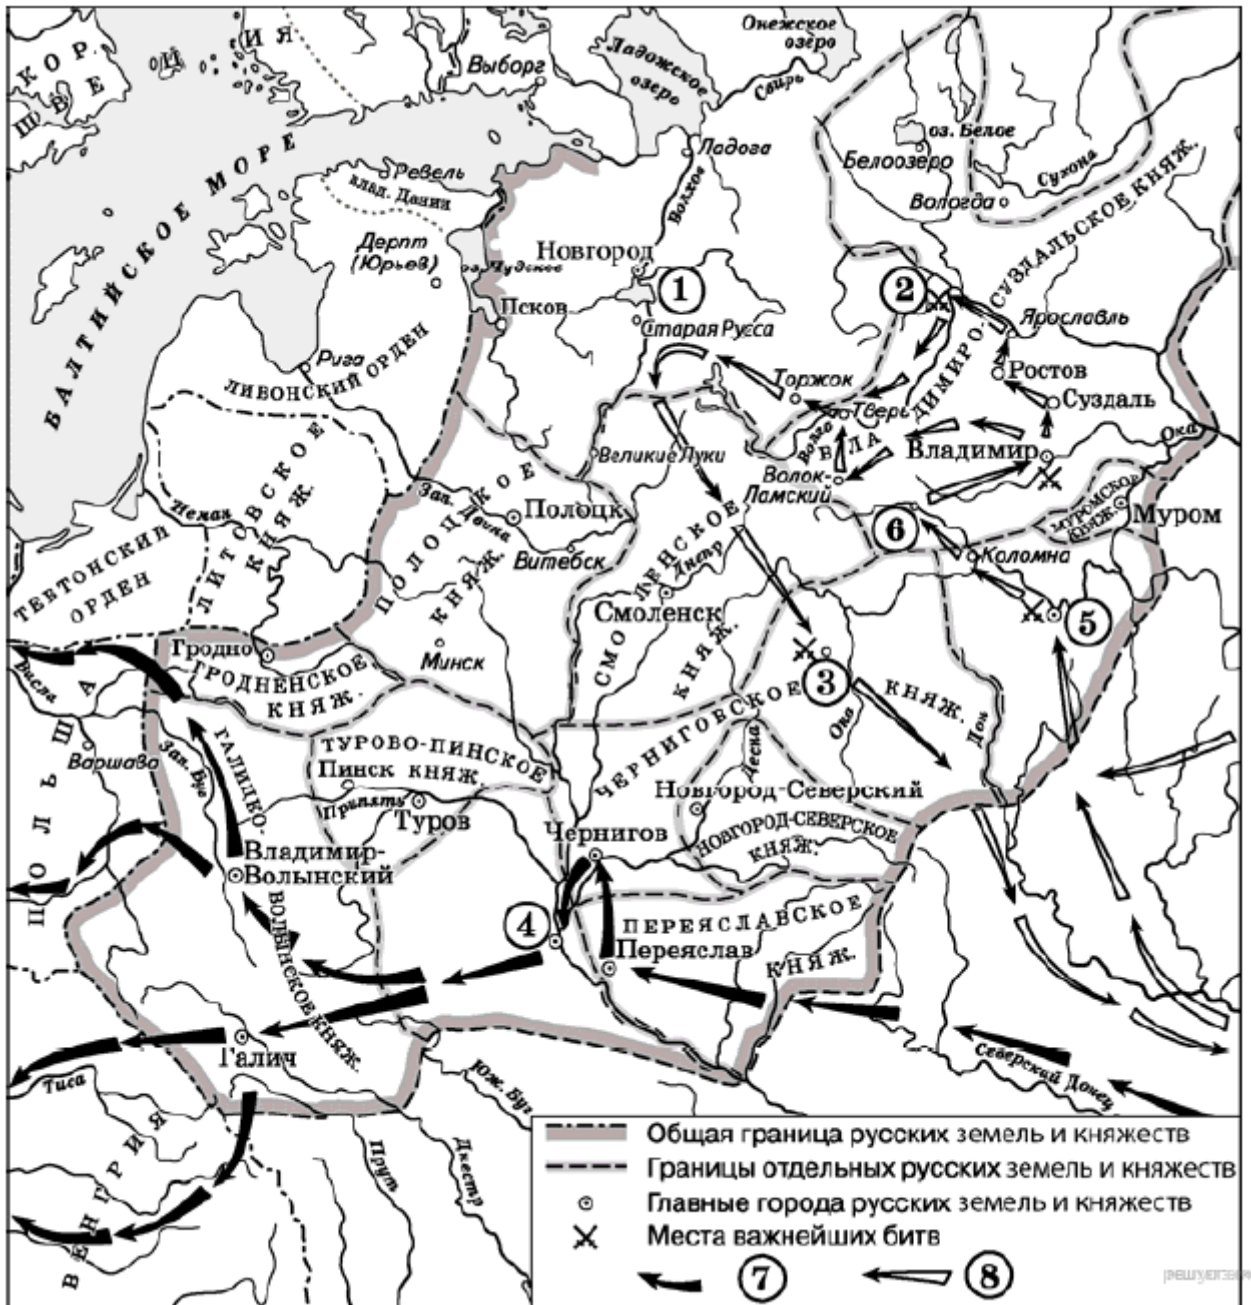 ШВЕЦИЯ
КОР.
Выборг
Ладожское
озеро
Онежское
озеро
Свирь
оз. Белое
Белоозеро
Вологда
Сухона
Ладога
Волхов
БАЛТИЙСКОЕ МОРЕ
Ревель
влад. Дании
Дерпт
(Юрьев)
оз. Чудское
Новгород
1
2
Псков
Старая Русса
Ярославль
Рига
ЛИВОНСКИЙ ОРДЕН
Торжок
Ростов
Тверь
Суздаль
ВЛАДИМИРО-СУЗДАЛЬСКОЕ КНЯЖ.
Волга
Ока
Великие Луки
Владимир
Волок-
Ламский
Зап. Двина
Полоцк
6
МУРОМСКОЕ
КНЯЖ.
Муром
Неман
ЛИТОВСКОЕ
КНЯЖ.
ПОЛОЦКОЕ
КНЯЖ.
Витебск
Днепр
Коломна
ТЕВТОНСКИЙ
ОРДЕН
СМОЛЕНСКОЕ
КНЯЖ.
Смоленск
5
Гродно
Минск
ГРОДНЕНСКОЕ
КНЯЖ.
3
Висла
Варшава
Зап. Буг
ПОЛЬША
ТУРОВО-ПИНСКОЕ
КНЯЖ.
Пинск
Припять
Туров
ЧЕРНИГОВСКОЕ
КНЯЖ.
Десна
Ока
Дон
Новгород-Северский
НОВГОРОД-СЕВЕРСКОЕ
КНЯЖ.
Чернигов
Владимир-
Волынский
ГАЛИЦКО-
ВОЛЫНСКОЕ КНЯЖ.
4
ПЕРЕЯСЛАВСКОЕ
КНЯЖ.
Переяслав
Галич
Тиса
Северский Донец
ВЕНГРИЯ
Прут
Днестр
Юж. Буг
Общая граница русских земель и княжеств
Границы отдельных русских земель и княжеств
Главные города русских земель и княжеств
Места важнейших битв
7
8